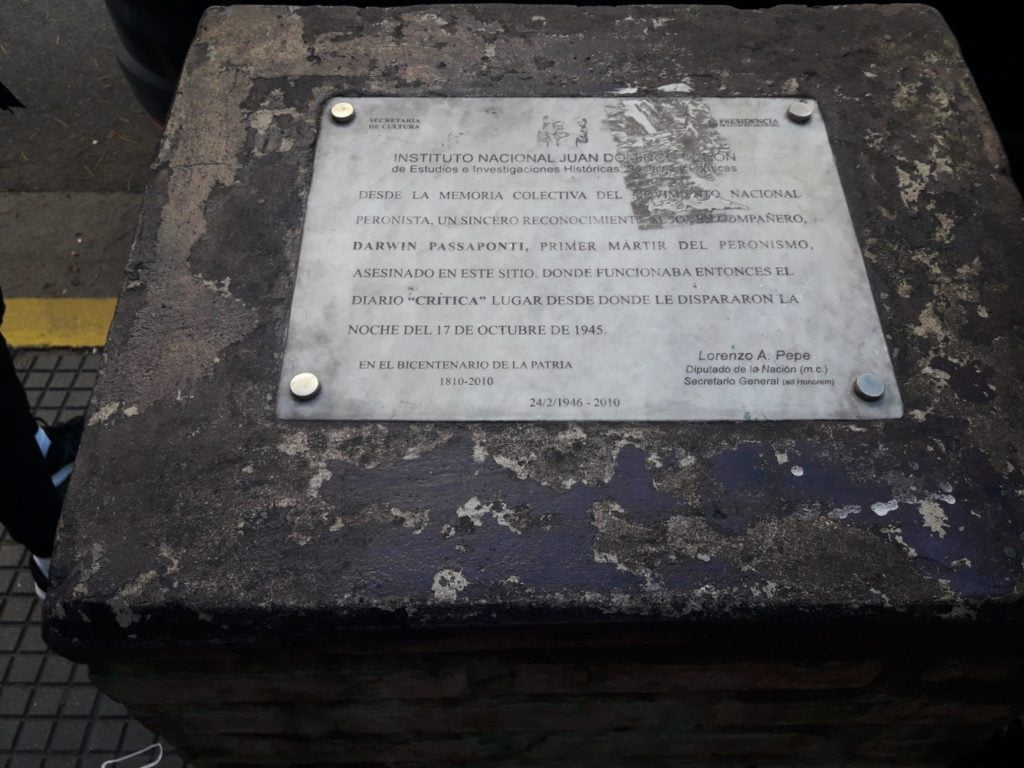 SECRETARIA
DE CULTURA
PRESIDENCIA
INSTITUTO NACIONAL JUAN
de Estudios e Investigaciones Históricas,
DESDE LA MEMORIA COLECTIVA DEL NACIONAL
PERONISTA, UN SINCERO RECONOCIMIENTO COMPAÑERO,
DARWIN PASSAPONTI, PRIMER MÁRTIR DEL PERONISMO,
ASESINADO EN ESTE SITIO, DONDE FUNCIONABA ENTONCES EL
DIARIO "CRÍTICA" LUGAR DESDE DONDE LE DISPARARON LA
NOCHE DEL 17 DE OCTUBRE DE 1945.
EN EL BICENTENARIO DE LA PATRIA
1810-2010
Lorenzo A. Pepe
Diputado de la Nación (m.c.)
Secretario General (ad Honorem)
24/2/1946 - 2010